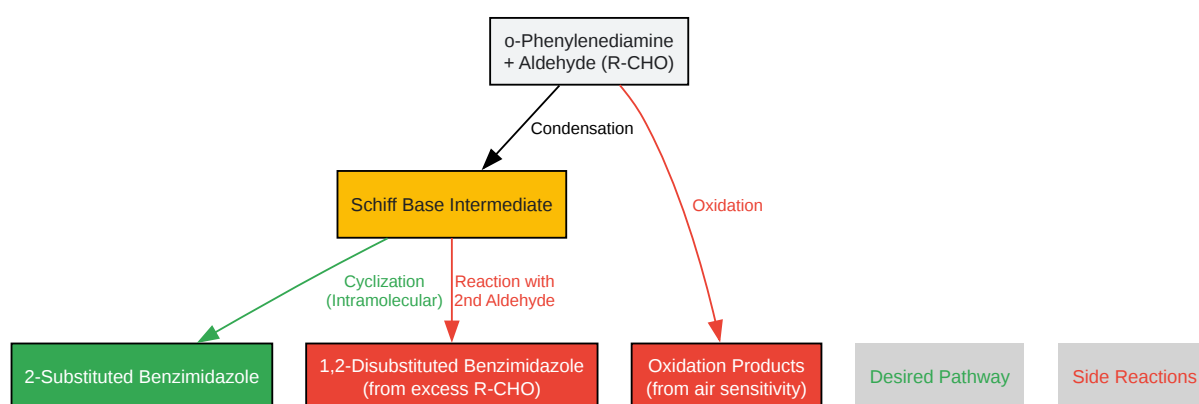 o-Phenylenediamine
+ Aldehyde (R-CHO)
Condensation
Schiff Base Intermediate
Oxidation
Cyclization
(Intramolecular)
Reaction with
2nd Aldehyde
2-Substituted Benzimidazole
1,2-Disubstituted Benzimidazole
(from excess R-CHO)
Oxidation Products
(from air sensitivity)
Desired Pathway
Side Reactions